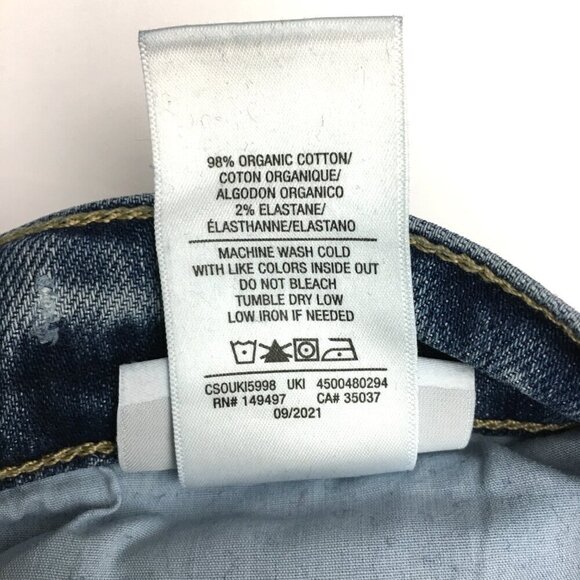 98% ORGANIC COTTON/
COTON ORGANIQUE/
ALGODON ORGANICO
2% ELASTANE/
ÉLASTHANNE/ELASTANO
MACHINE WASH COLD
WITH LIKE COLORS INSIDE OUT
DO NOT BLEACH
TUMBLE DRY LOW
LOW IRON IF NEEDED
CSOUKI5998 UKI 4500480294
RN# 149497 CA# 35037
09/2021